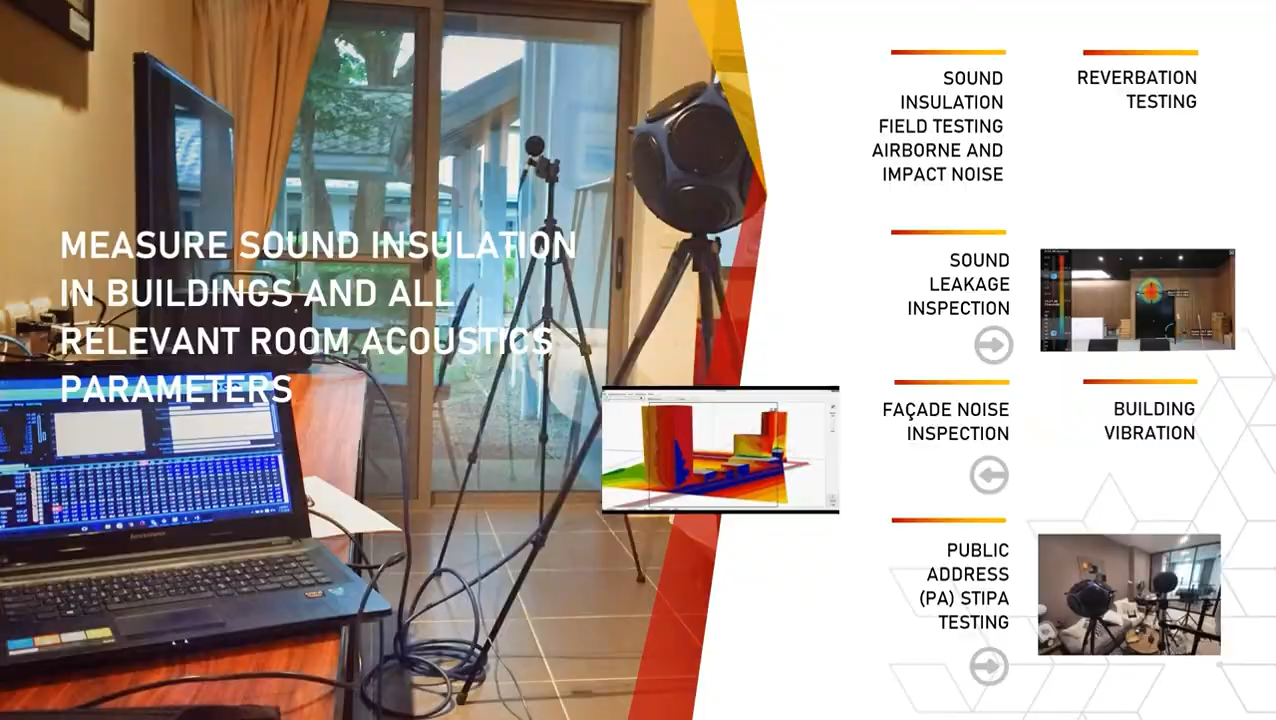 MEASURE SOUND INSULATION
IN BUILDINGS AND ALL
RELEVANT ROOM ACOUSTICS
PARAMETERS
SOUND
INSULATION
FIELD TESTING
AIRBORNE AND
IMPACT NOISE
REVERBATION
TESTING
SOUND
LEAKAGE
INSPECTION
FAÇADE NOISE
INSPECTION
BUILDING
VIBRATION
PUBLIC
ADDRESS
(PA) STIPA
TESTING
lenovo